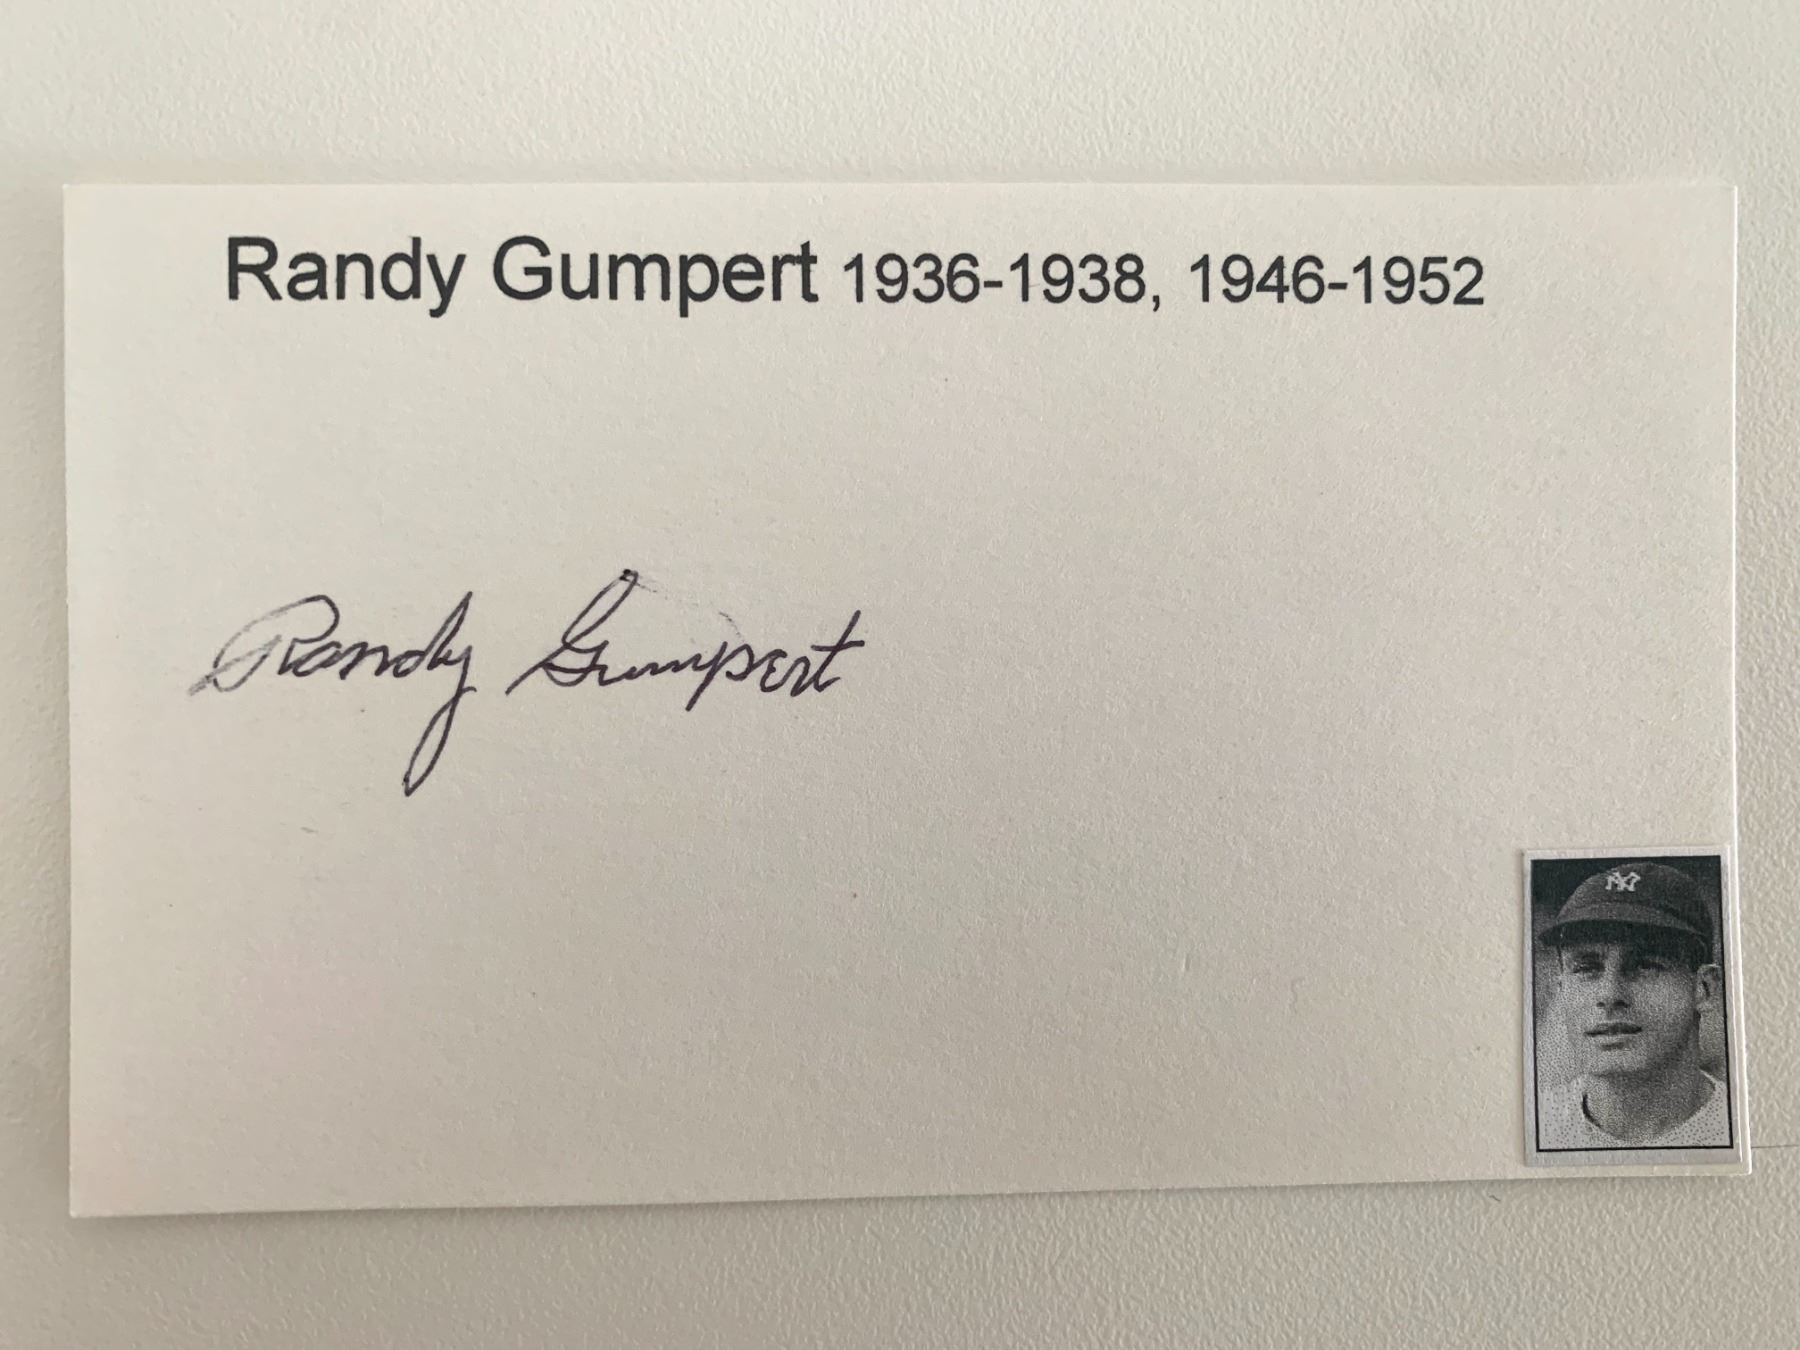 Randy Gumpert 1936-1938, 1946-1952
Randy Gumpert
NY